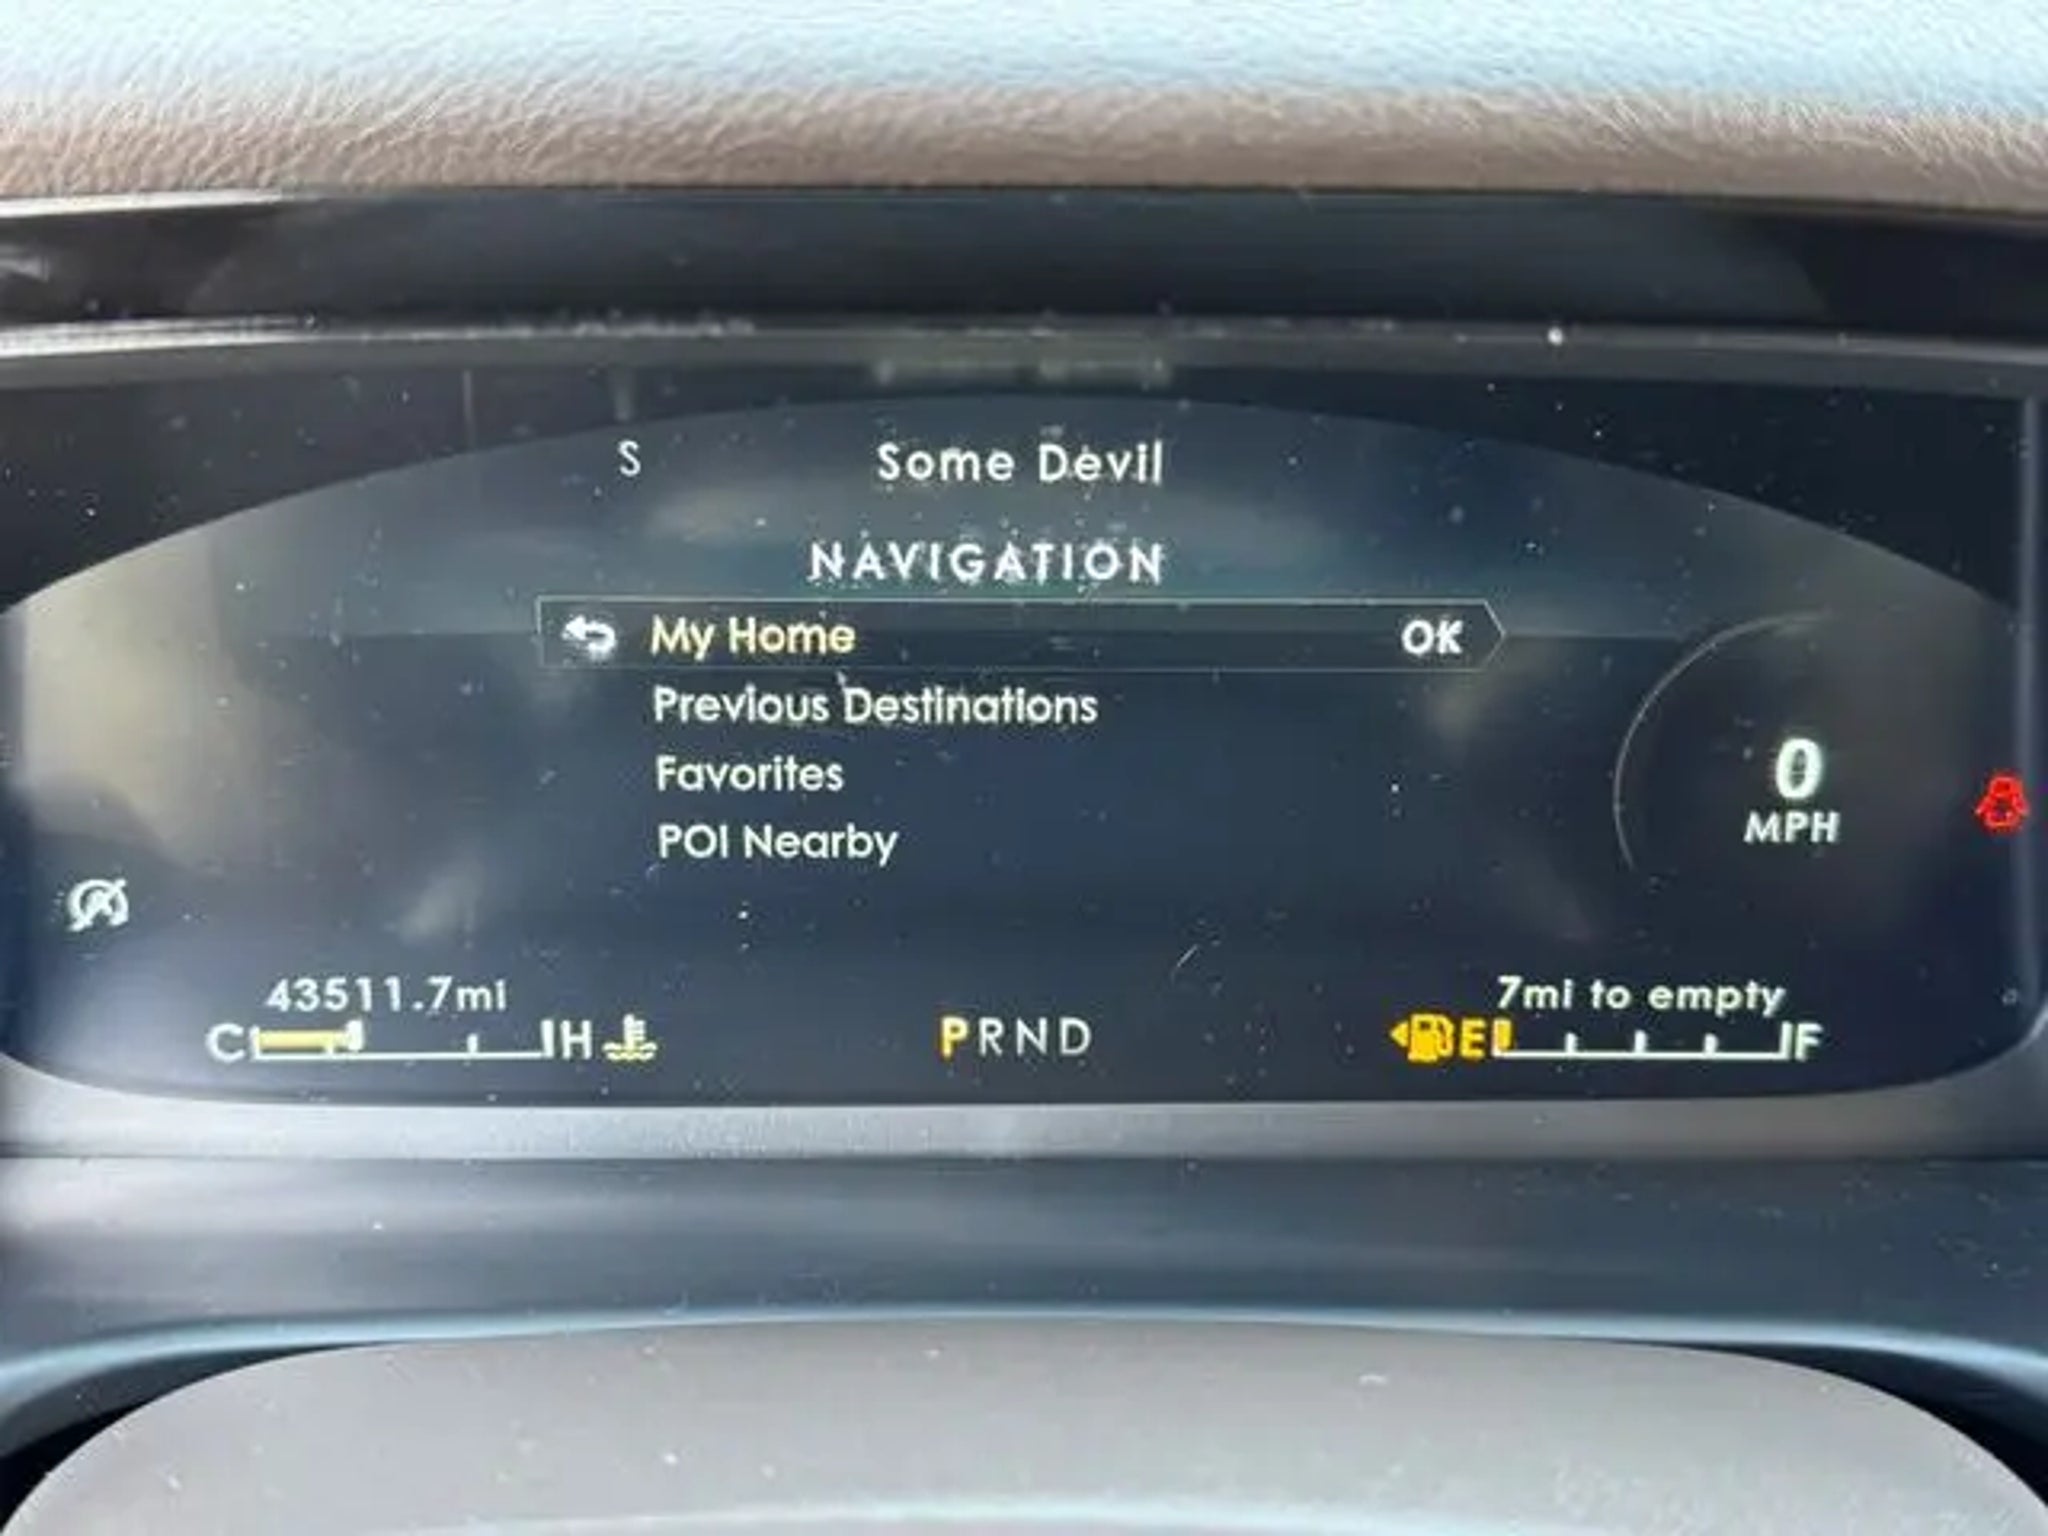 S Some Devil
NAVIGATION
My Home OK
Previous Destinations
Favorites
POI Nearby
0
MPH
43511.7mi
7mi to empty
C H
PRND
E F